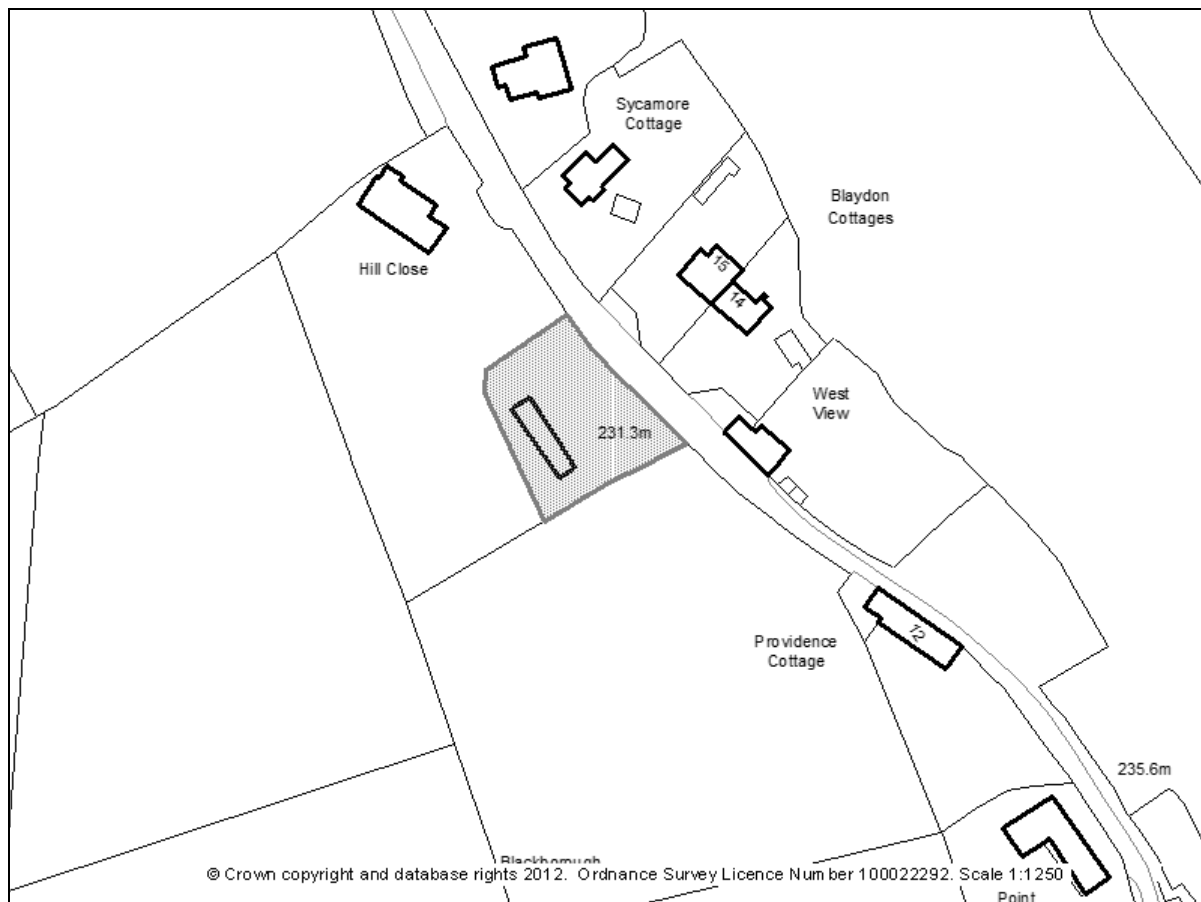 Sycamore
Cottage
Blaydon
Cottages
15
14
Hill Close
West
View
231.3m
12
Providence
Cottage
235.6m
Blackborough
© Crown copyright and database rights 2012. Ordnance Survey Licence Number 100022292. Scale 1:1250
Point